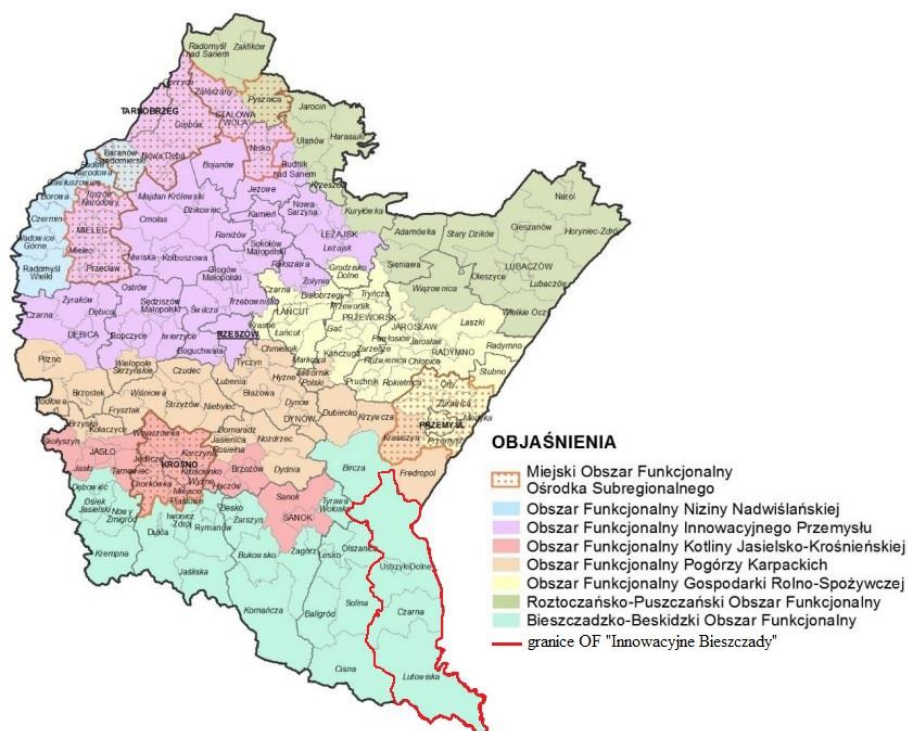 Radomyśl
nad Sanem
Zaklików
Zaleszany
Pysznica
TARNOBRZEG
STALOWA
WOLA
Jarocin
Grębów
Ulanów
Harasiuki
Baranów
Sandomierski
Nowa Dęba
Nisko
Rudnik
nad Sanem
Bojanów
Krzeszów
Borowa
Tuszów
Narodowy
Majdan Królewski
Jeżowe
Nowa
Sarzyna
Kuryłówka
Narol
Czermin
Cmolas
Dzikowiec
Kamień
Adamówka
Stary Dzików
Cieszanów
Horyniec-Zdrój
MIELEC
Raniżów
LEŻAJSK
Leżajsk
Wadowice
Górne
Mielec
Niwiska
Kolbuszowa
Sokołów
Małopolski
Sieniawa
LUBACZÓW
Oleszyce
Radomyśl
Wielki
Przecław
Głogów
Małopolski
Rakszawa
Grodzisko
Dolne
Wiązownica
Lubaczów
Ostrów
Żołynia
Wielkie Ocz
Czarna
Żyraków
Dębica
Sędziszów
Małopolski
Świlcza
Trzebownisko
Czarna
Białobrzegi
Tryńcza
ŁAŃCUT
Przeworsk
PRZEWORSK
Laszki
DĘBICA
Ropczyce
Iwierzyce
RZESZÓW
Krasne
Łańcut
Gać
JAROSŁAW
Jarosław
Pawłosiów
RADYMNO
Radymno
Boguchwała
Chmielnik
Markowa
Kańczuga
Zarzecze
Roźwienica
Chłopice
Stubno
Pilzno
Wielopole
Skrzyńskie
Czudec
Tyczyn
Hyżne
Jawornik
Polski
Pruchnik
Rokietnica
Orły
Lubenia
Żurawica
Brzostek
Wiśniowa
Błażowa
Dynów
DYNÓW
Dubiecko
Krzywcza
PRZEMYŚL
Medyka
Przemyśl
Frysztak
Strzyżów
Niebylec
Krasiczyn
Brzyska
Kołaczyce
Wojaszówka
Domaradz
Jasienica
Rosielna
Nozdrzec
OBJAŚNIENIA
Skołyszyn
JASŁO
Jasło
Tarnowiec
Jedlicze
Korczyna
KROSNO
Krościenko
Wyżne
Brzozów
Dydnia
Bircza
Fredropol
Miejski Obszar Funkcjonalny
Ośrodka Subregionalnego
Chorkówka
Miejsce
Piastowe
Haczów
Sanok
SANOK
Tyrawa
Wołoska
Obszar Funkcjonalny Niziny Nadwiślańskiej
Dębowiec
Osiek
Jasielski
Nowy
Żmigród
Dukla
Iwonicz
Zdrój
Rymanów
Besko
Zarszyn
Obszar Funkcjonalny Innowacyjnego Przemysłu
Obszar Funkcjonalny Kotliny Jasielsko-Krośnieńskiej
Obszar Funkcjonalny Pogórzy Karpackich
Krempna
Bukowsko
Zagórz
Lesko
Olszanica
Ustrzyki Dolne
Obszar Funkcjonalny Gospodarki Rolno-Spożywczej
Jaśliska
Roztoczańsko-Puszczański Obszar Funkcjonalny
Komańcza
Baligród
Solina
Czarna
Bieszczadzko-Beskidzki Obszar Funkcjonalny
granice OF "Innowacyjne Bieszczady"
Cisna
Lutowiska